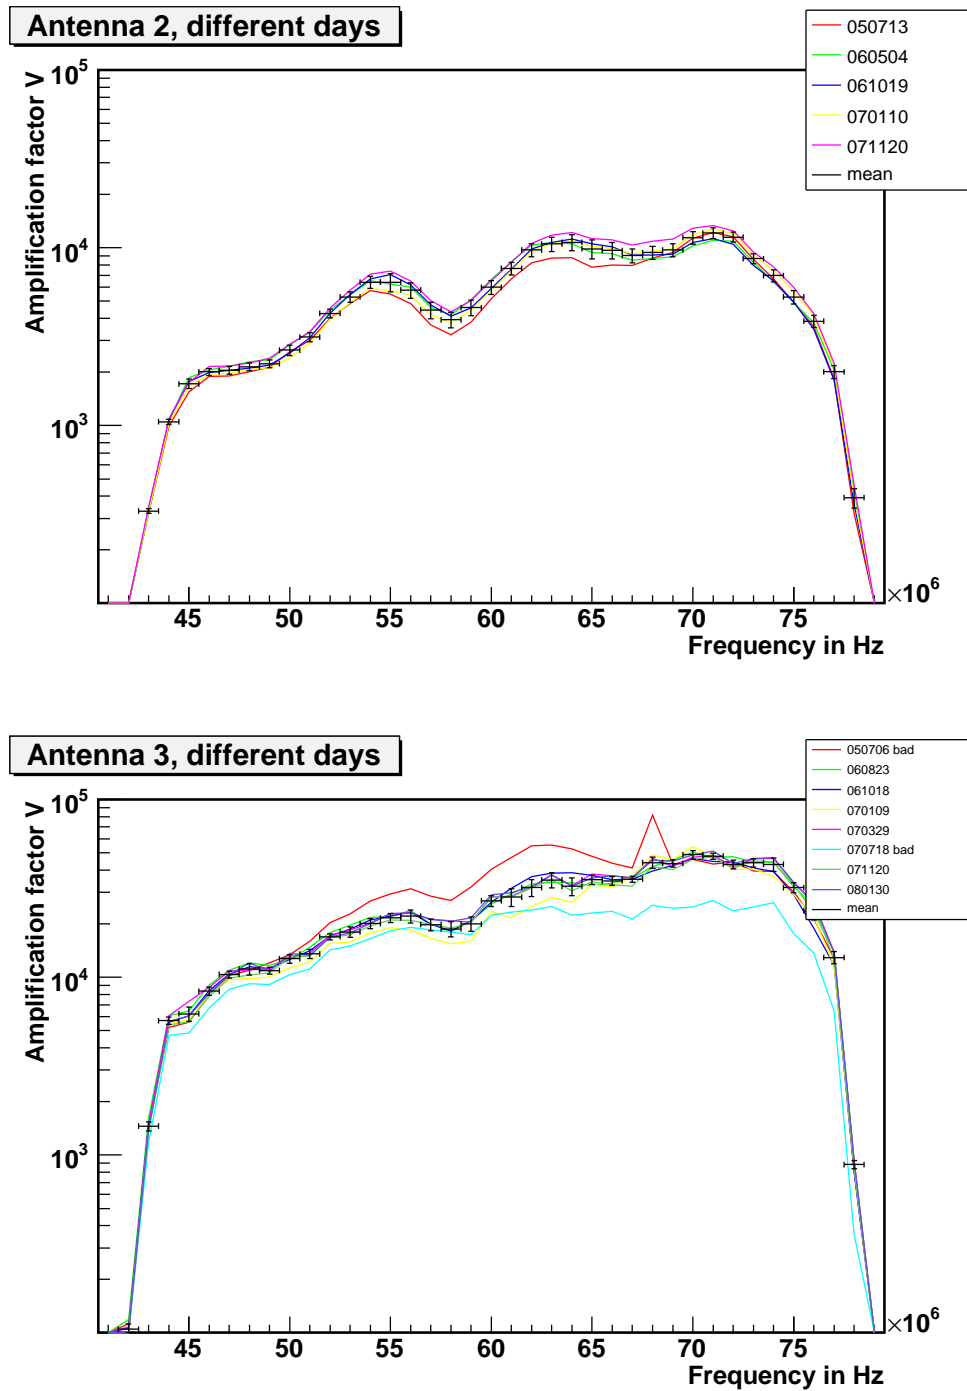 Antenna 2, different days
050713
060504
061019
070110
071120
mean
Amplification factor V
10^5
10^4
10^3
45 50 55 60 65 70 75
×10^6
Frequency in Hz
Antenna 3, different days
050706 bad
060823
061018
070109
070329
070718 bad
071120
080130
mean
Amplification factor V
10^5
10^4
10^3
45 50 55 60 65 70 75
×10^6
Frequency in Hz